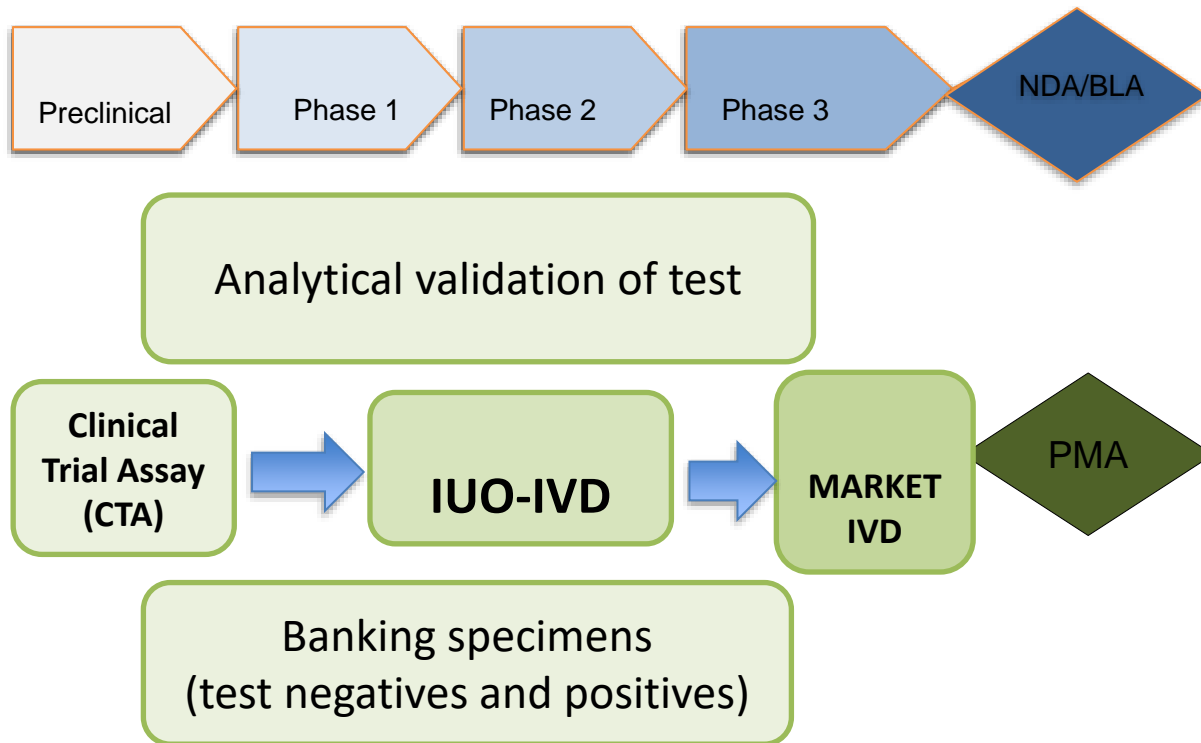 Preclinical
Phase 1
Phase 2
Phase 3
NDA/BLA
Analytical validation of test
Clinical
Trial Assay
(CTA)
IUO-IVD
MARKET
IVD
PMA
Banking specimens
(test negatives and positives)